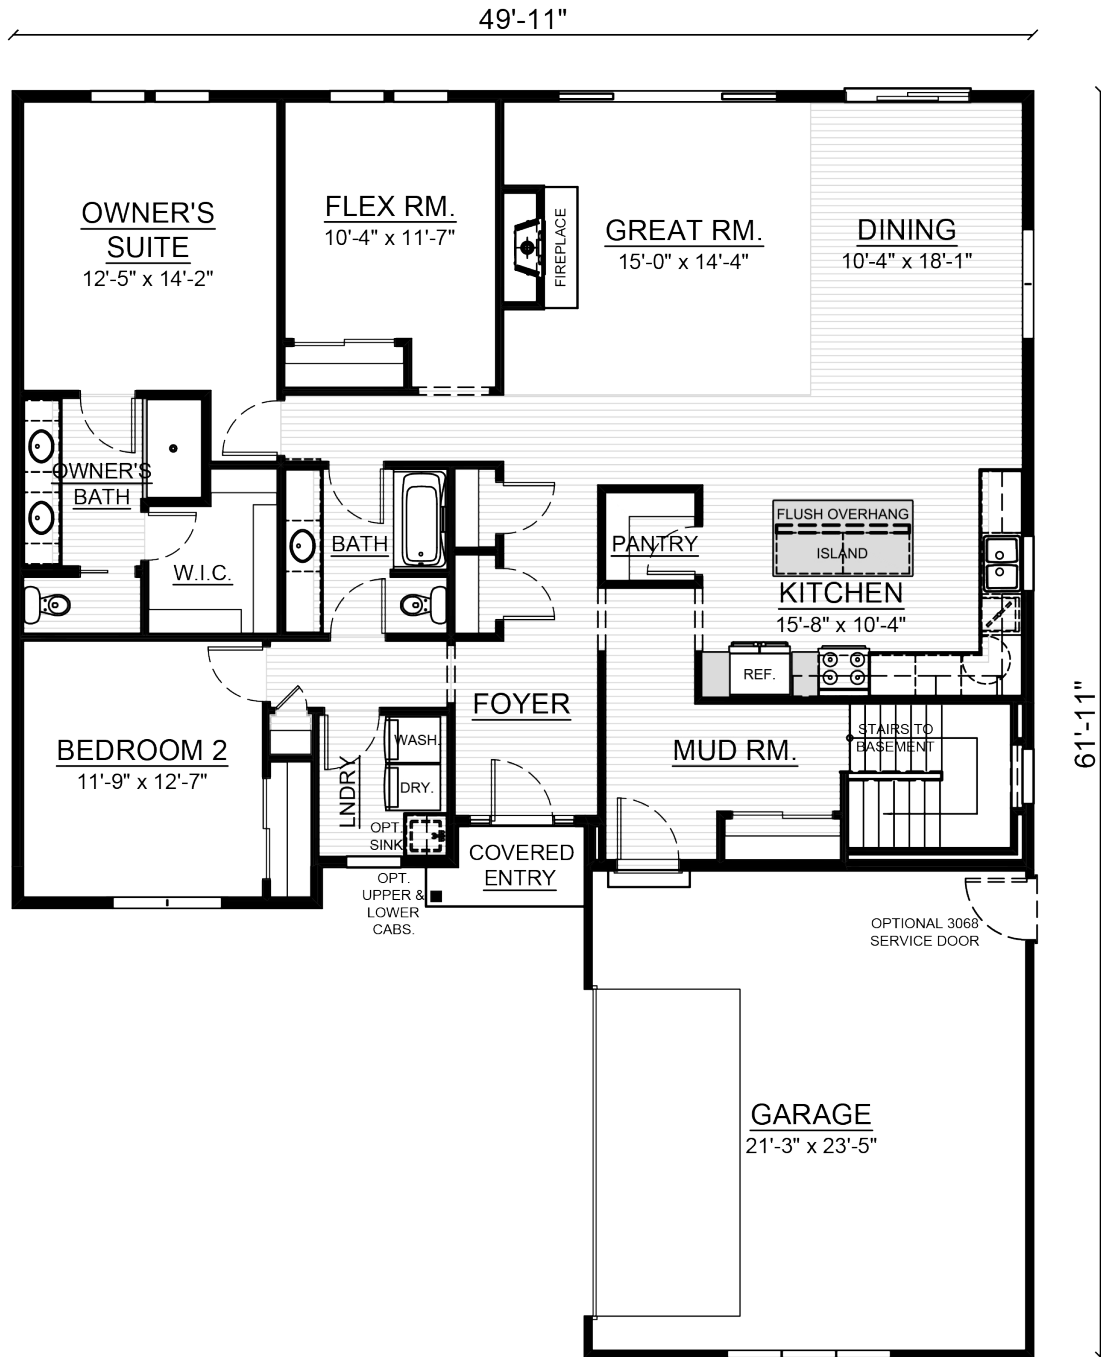 49'-11"
OWNER'S
SUITE
12'-5" x 14'-2"
FLEX RM.
10'-4" x 11'-7"
FIREPLACE
GREAT RM.
15'-0" x 14'-4"
DINING
10'-4" x 18'-1"
OWNER'S
BATH
W.I.C.
BATH
PANTRY
FLUSH OVERHANG
ISLAND
KITCHEN
15'-8" x 10'-4"
REF.
FOYER
BEDROOM 2
11'-9" x 12'-7"
LNDRY
WASH.
DRY.
OPT.
SINK
OPT.
UPPER &
LOWER
CABS.
COVERED
ENTRY
MUD RM.
STAIRS TO
BASEMENT
61'-11"
OPTIONAL 3068
SERVICE DOOR
GARAGE
21'-3" x 23'-5"